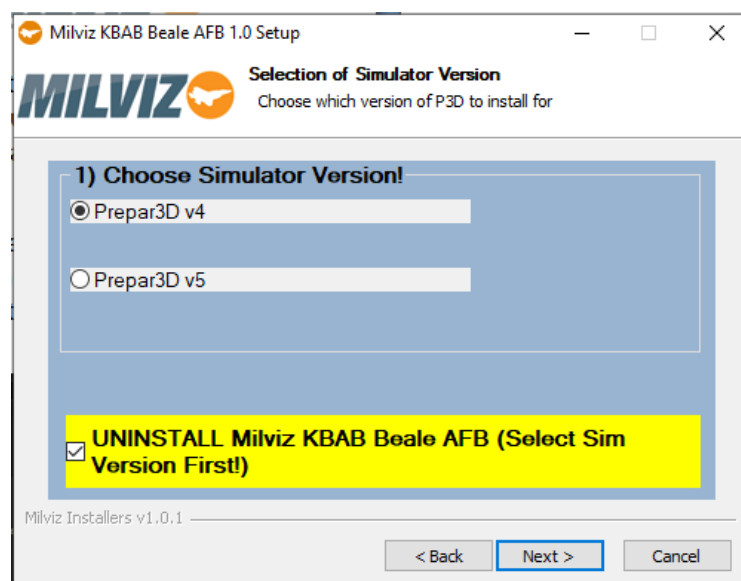 Milviz KBAB Beale AFB 1.0 Setup
MILVIZ
Selection of Simulator Version
Choose which version of P3D to install for
1) Choose Simulator Version!
Prepar3D v4
Prepar3D v5
UNINSTALL Milviz KBAB Beale AFB (Select Sim
Version First!)
Milviz Installers v1.0.1
< Back
Next >
Cancel